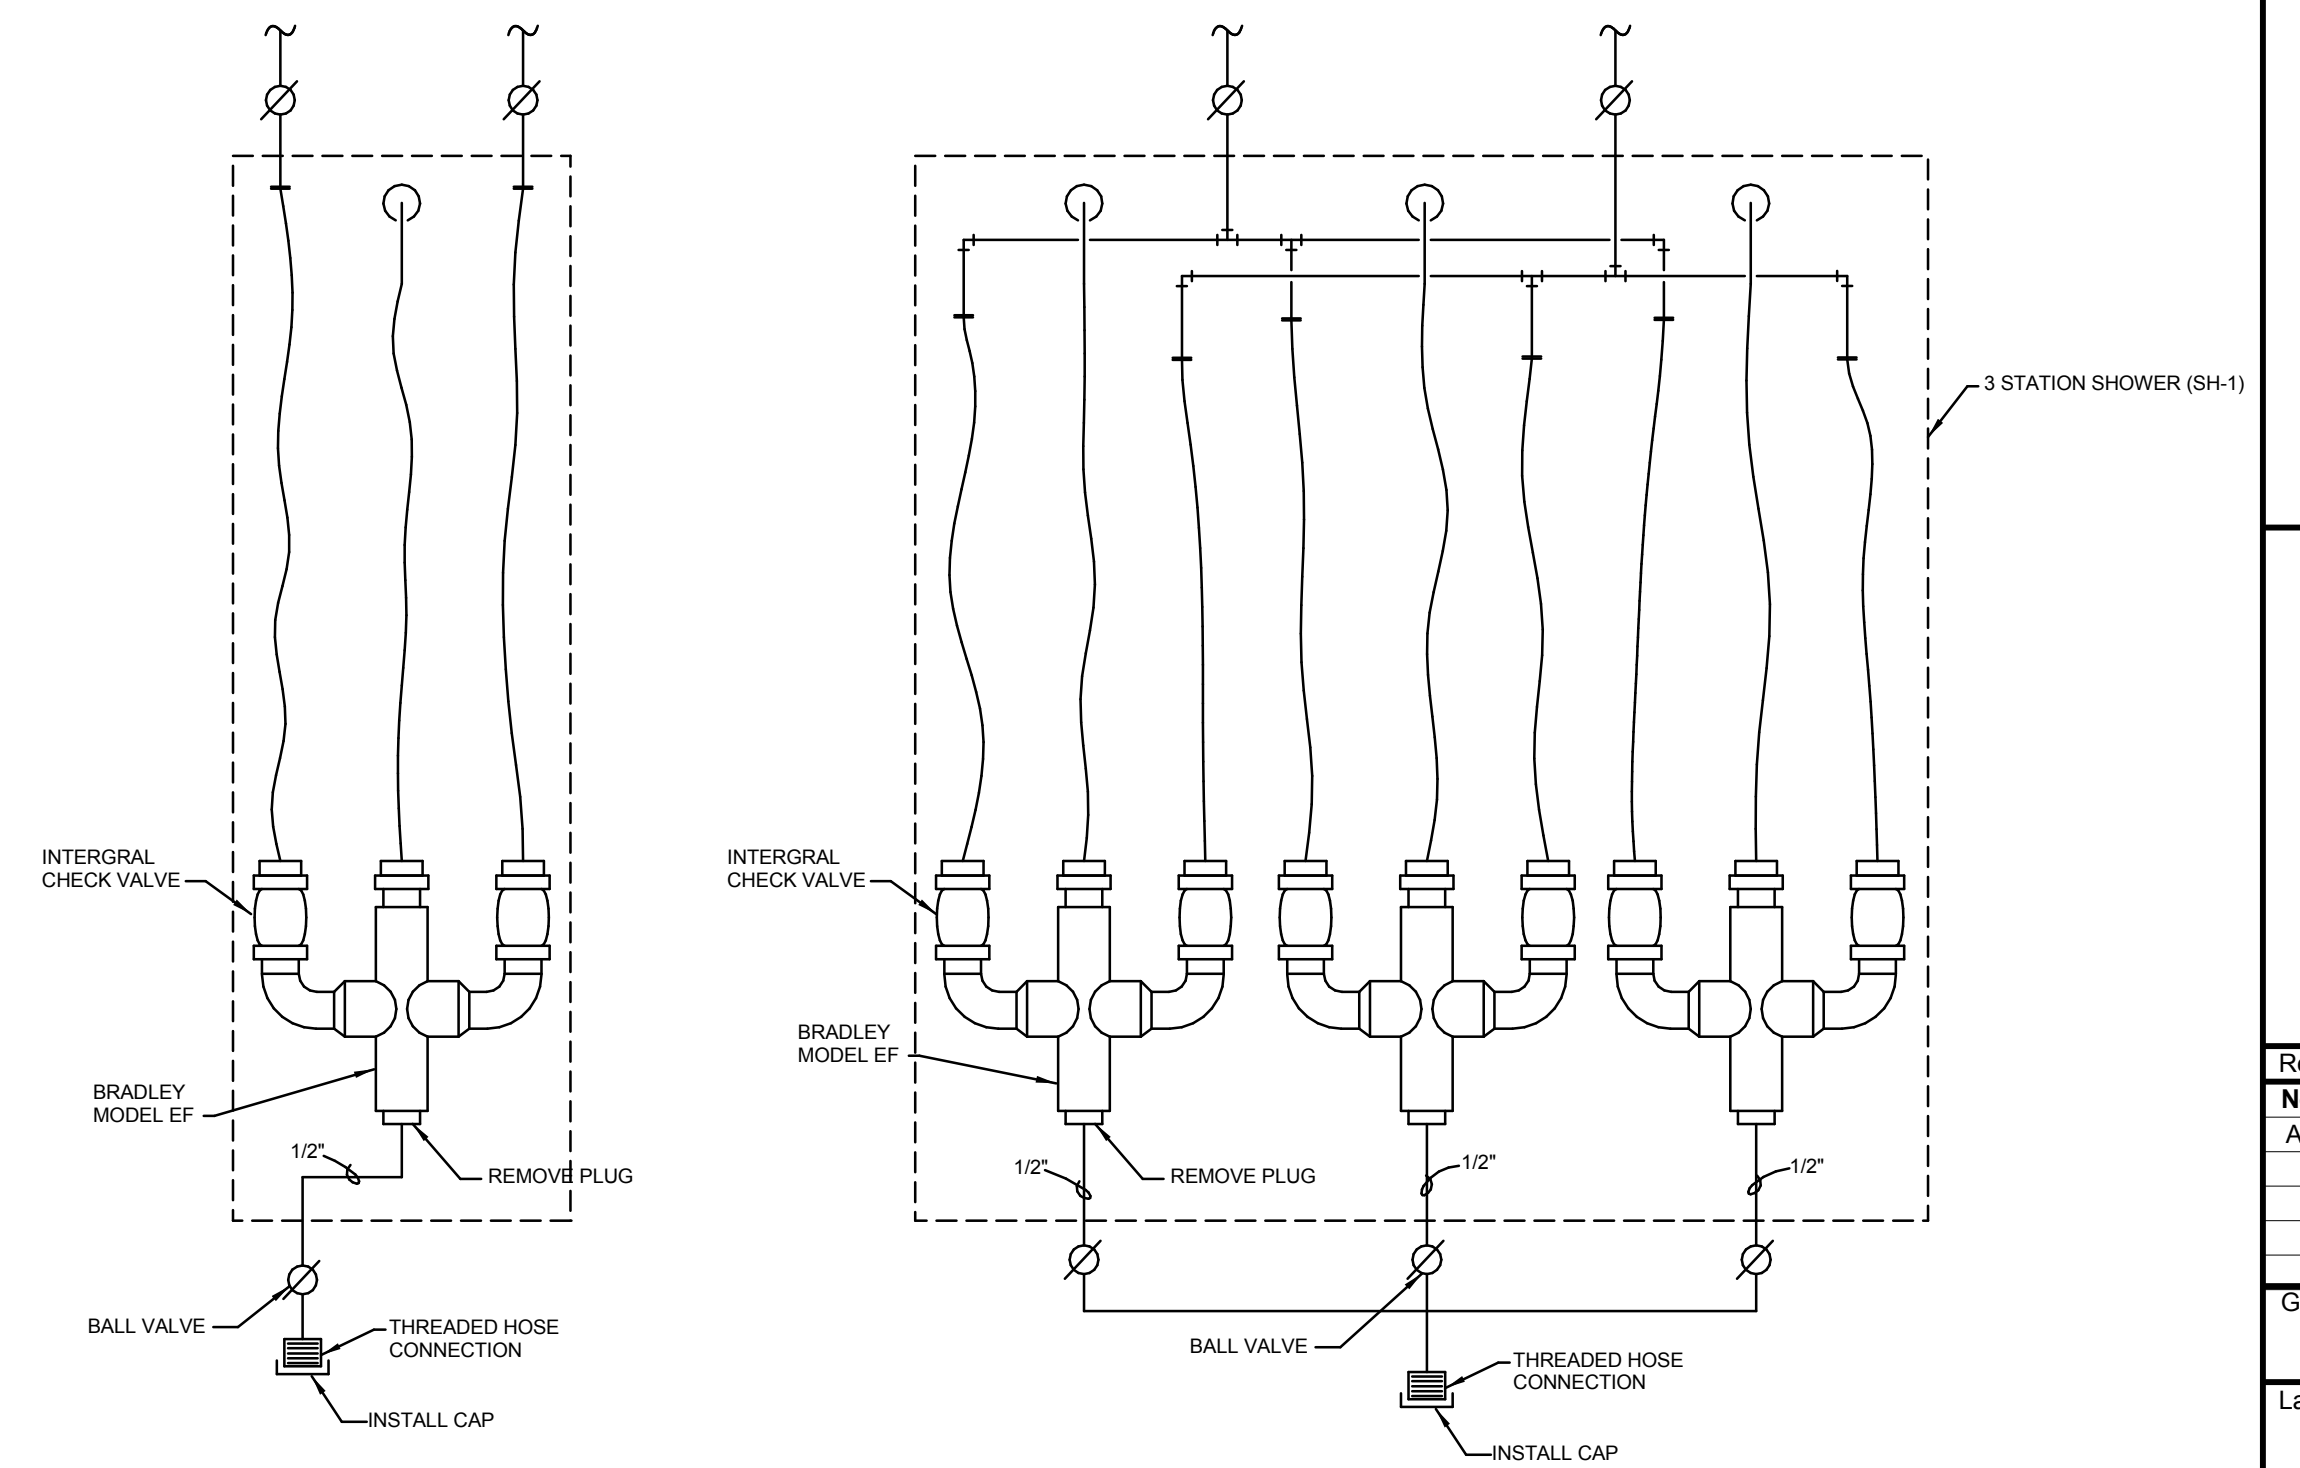 3 STATION SHOWER (SH-1)
INTERGRAL
CHECK VALVE
BRADLEY
MODEL EF
1/2"
REMOVE PLUG
BALL VALVE
THREADED HOSE
CONNECTION
INSTALL CAP
INTERGRAL
CHECK VALVE
BRADLEY
MODEL EF
1/2"
REMOVE PLUG
1/2"
1/2"
BALL VALVE
THREADED HOSE
CONNECTION
INSTALL CAP